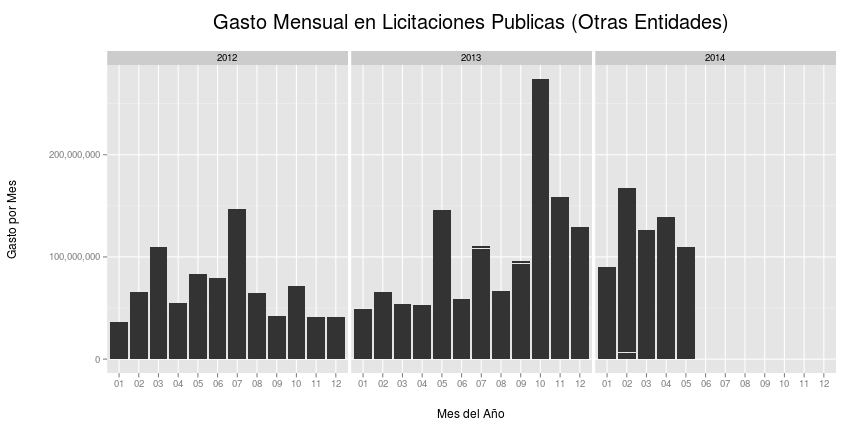 Gasto Mensual en Licitaciones Publicas (Otras Entidades)
2012 2013 2014
200,000,000
100,000,000
0
Gasto por Mes
01 02 03 04 05 06 07 08 09 10 11 12 01 02 03 04 05 06 07 08 09 10 11 12 01 02 03 04 05 06 07 08 09 10 11 12
Mes del Año